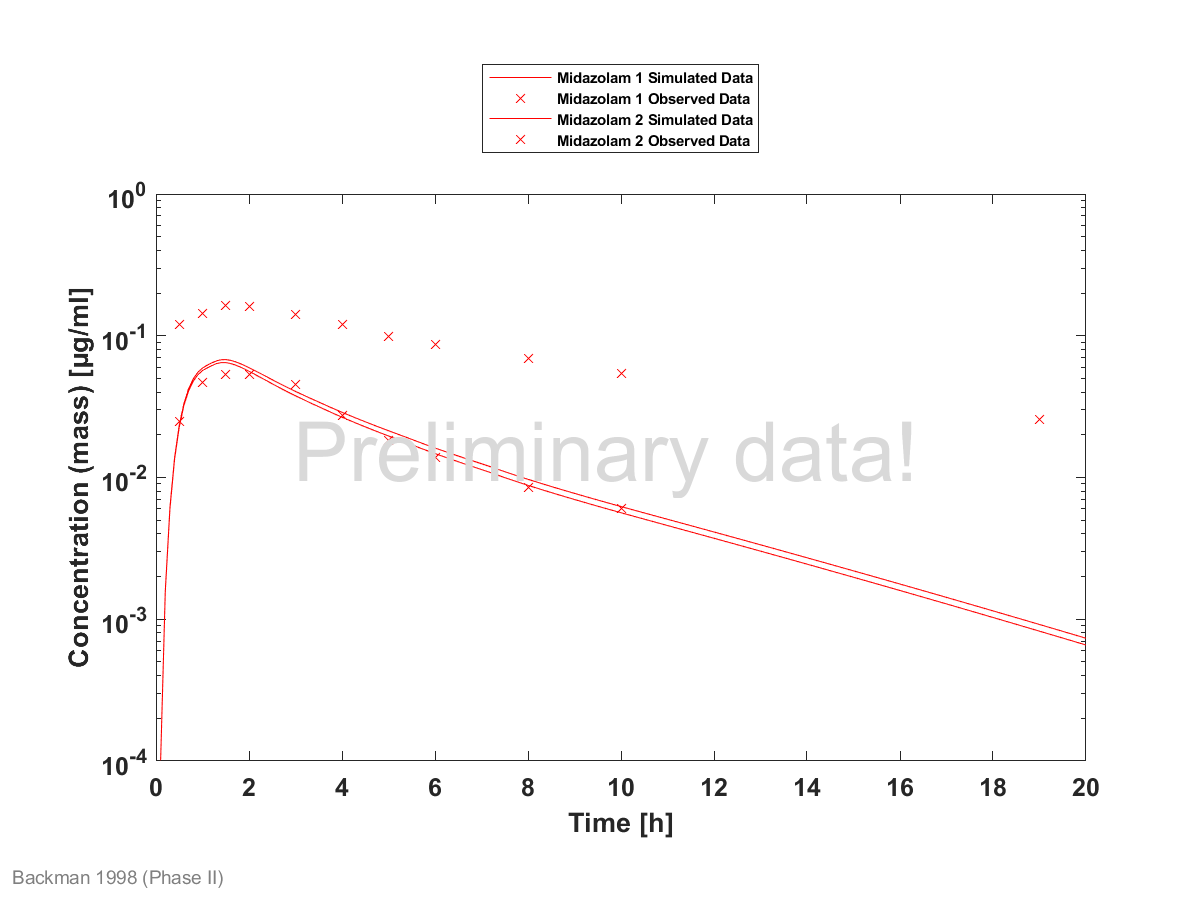 Midazolam 1 Simulated Data
Midazolam 1 Observed Data
Midazolam 2 Simulated Data
Midazolam 2 Observed Data
10^0
10^-1
10^-2
10^-3
10^-4
Concentration (mass) [µg/ml]
Preliminary data!
0 2 4 6 8 10 12 14 16 18 20
Time [h]
Backman 1998 (Phase II)